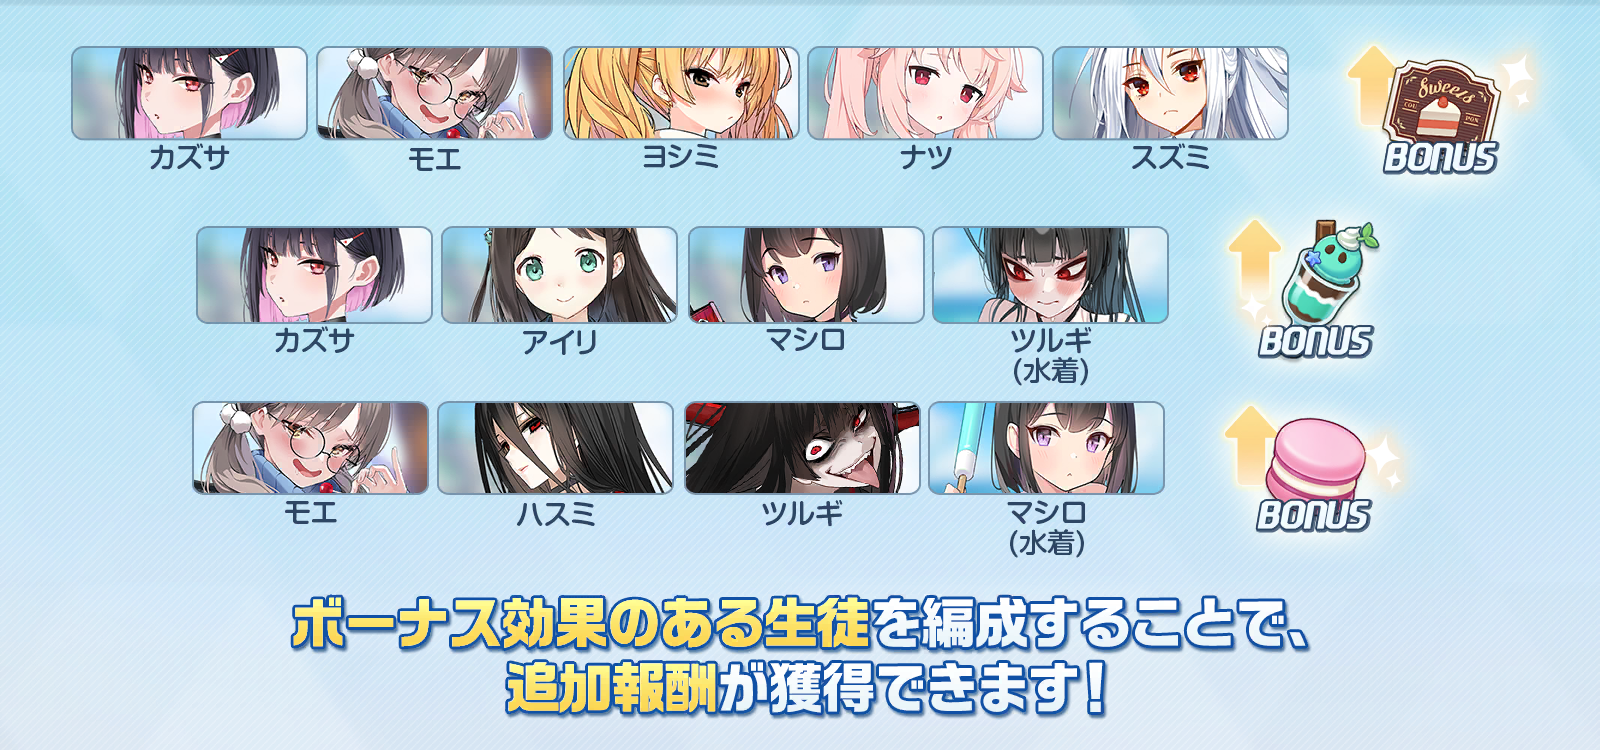 カズサ
モエ
ヨシミ
ナツ
スズミ
Sweets
COU
PON
BONUS
カズサ
アイリ
マシロ
ツルギ
(水着)
BONUS
モエ
ハスミ
ツルギ
マシロ
(水着)
BONUS
ボーナス効果のある生徒を編成することで、
追加報酬が獲得できます!